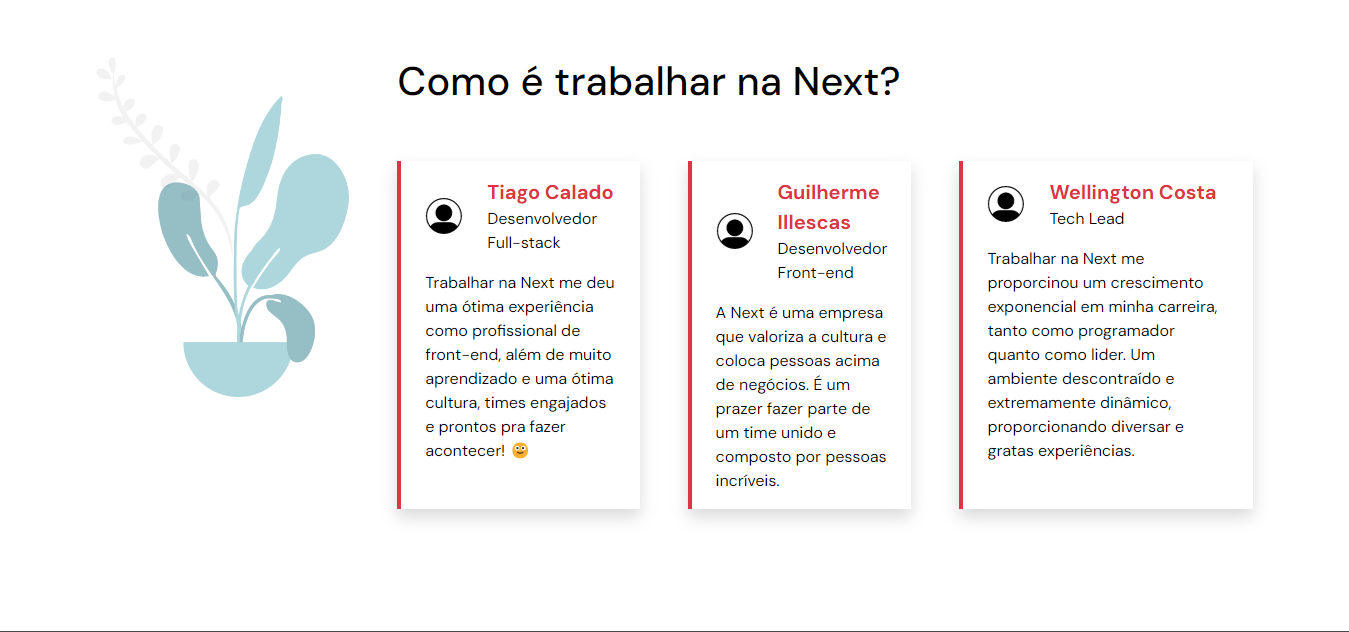 Como é trabalhar na Next?
Tiago Calado
Desenvolvedor
Full-stack
Trabalhar na Next me deu
uma ótima experiência
como profissional de
front-end, além de muito
aprendizado e uma ótima
cultura, times engajados
e prontos pra fazer
acontecer! 🙂
Guilherme
Illescas
Desenvolvedor
Front-end
A Next é uma empresa
que valoriza a cultura e
coloca pessoas acima
de negócios. É um
prazer fazer parte de
um time unido e
composto por pessoas
incríveis.
Wellington Costa
Tech Lead
Trabalhar na Next me
proporcinou um crescimento
exponencial em minha carreira,
tanto como programador
quanto como lider. Um
ambiente descontraído e
extremamente dinâmico,
proporcionando diversar e
gratas experiências.